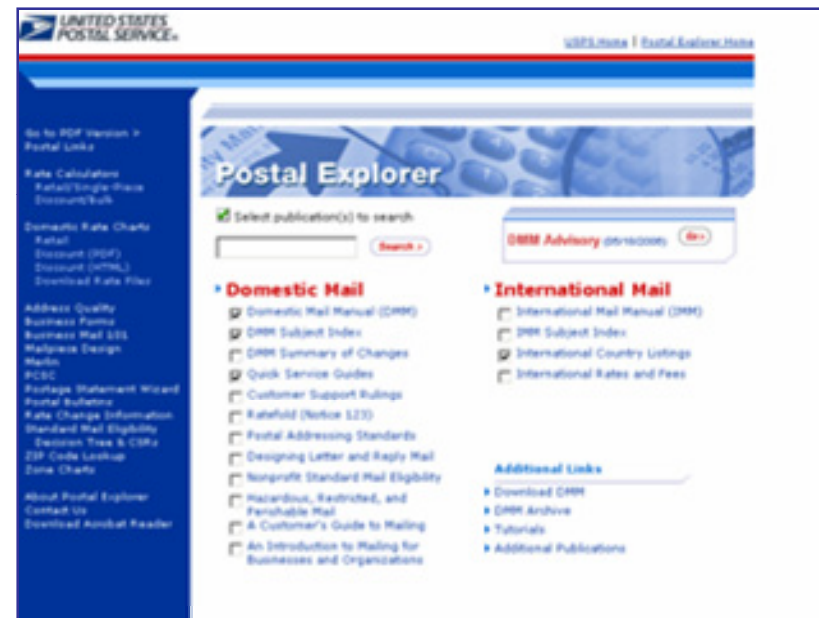 UNITED STATES
POSTAL SERVICE®
USPS Home | Postal Explorer Home
Go to PDF Version >
Postal Links
Rate Calculators
Retail/Single-Piece
Discount/Bulk
Domestic Rate Charts
Retail
Discount (PDF)
Discount (HTML)
Download Rate Files
Address Quality
Business Forms
Business Mail 101
Mailpiece Design
Merlin
PCSC
Postage Statement Wizard
Postal Bulletins
Rate Change Information
Standard Mail Eligibility
Decision Tree & CSRs
ZIP Code Lookup
Zone Charts
About Postal Explorer
Contact Us
Download Acrobat Reader
Postal Explorer
Select publication(s) to search
Search >
DMM Advisory Go >
Domestic Mail
Domestic Mail Manual (DMM)
DMM Subject Index
DMM Summary of Changes
Quick Service Guides
Customer Support Rulings
Ratefold (Notice 123)
Postal Addressing Standards
Designing Letter and Reply Mail
Nonprofit Standard Mail Eligibility
Hazardous, Restricted, and
Perishable Mail
A Customer's Guide to Mailing
An Introduction to Mailing for
Businesses and Organizations
International Mail
International Mail Manual (IMM)
IMM Subject Index
International Country Listings
International Rates and Fees
Additional Links
Download DMM
DMM Archive
Tutorials
Additional Publications